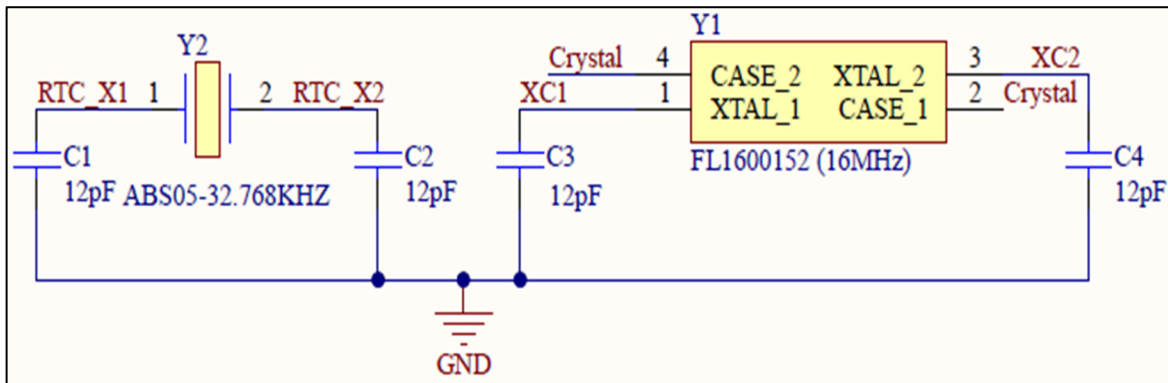 Y2
RTC_X1 1 2 RTC_X2
C1
12pF
ABS05-32.768KHZ
C2
12pF
Y1
Crystal 4 CASE_2 XTAL_2 3 XC2
XC1 1 XTAL_1 CASE_1 2 Crystal
FL1600152 (16MHz)
C3
12pF
C4
12pF
GND